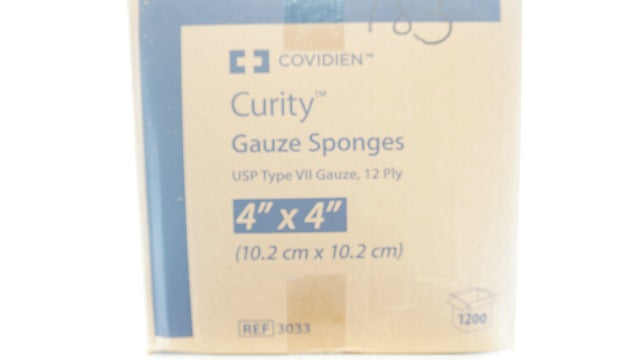 183
COVIDIEN™
Curity™
Gauze Sponges
USP Type VII Gauze, 12 Ply
4" x 4"
(10.2 cm x 10.2 cm)
1200
REF 3033